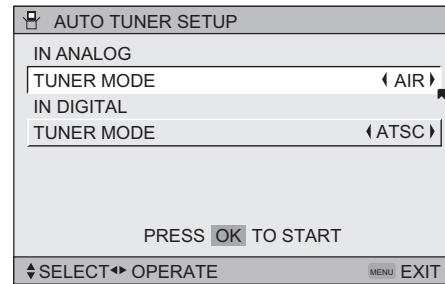 AUTO TUNER SETUP
IN ANALOG
TUNER MODE AIR
IN DIGITAL
TUNER MODE ATSC
PRESS OK TO START
SELECT OPERATE MENU EXIT